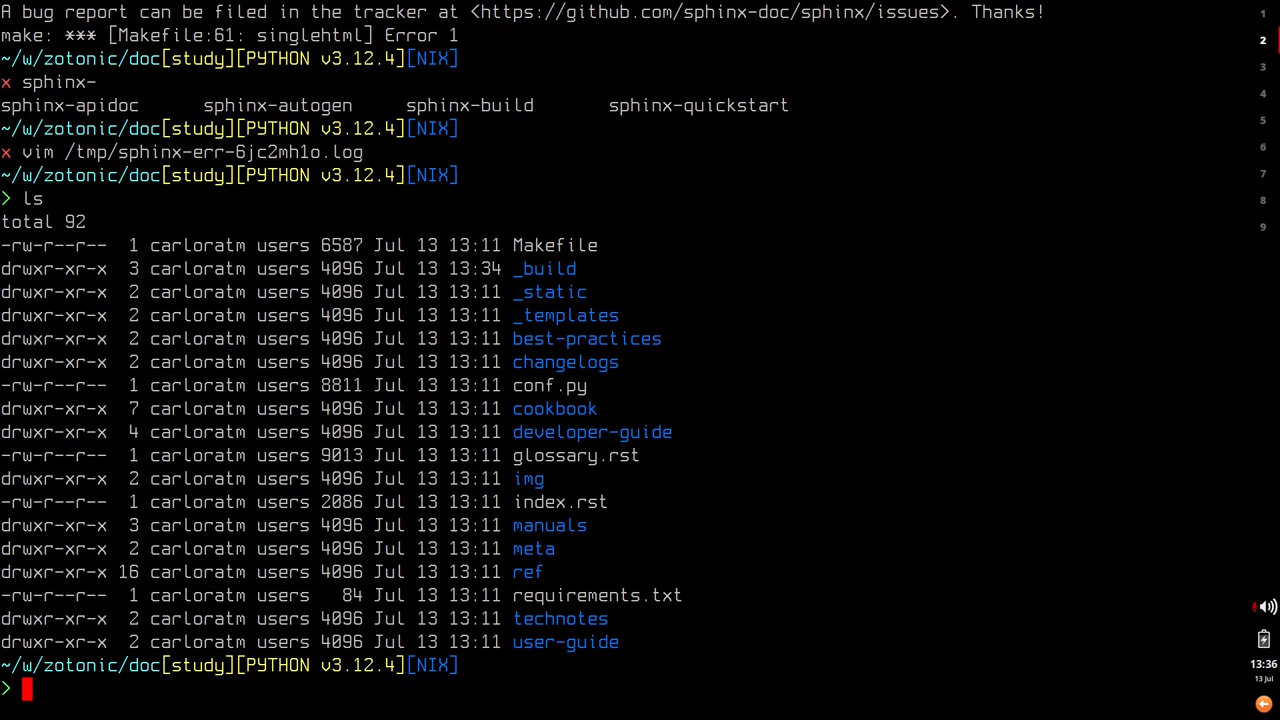 A bug report can be filed in the tracker at <https://github.com/sphinx-doc/sphinx/issues>. Thanks!
make: *** [Makefile:61: singlehtml] Error 1
~/w/zotonic/doc[study][PYTHON v3.12.4][NIX]
x sphinx-
sphinx-apidoc      sphinx-autogen     sphinx-build       sphinx-quickstart
~/w/zotonic/doc[study][PYTHON v3.12.4][NIX]
x vim /tmp/sphinx-err-6jc2mh1o.log
~/w/zotonic/doc[study][PYTHON v3.12.4][NIX]
> ls
total 92
-rw-r--r--  1 carloratm users 6587 Jul 13 13:11 Makefile
drwxr-xr-x  3 carloratm users 4096 Jul 13 13:34 _build
drwxr-xr-x  2 carloratm users 4096 Jul 13 13:11 _static
drwxr-xr-x  2 carloratm users 4096 Jul 13 13:11 _templates
drwxr-xr-x  2 carloratm users 4096 Jul 13 13:11 best-practices
drwxr-xr-x  2 carloratm users 4096 Jul 13 13:11 changelogs
-rw-r--r--  1 carloratm users 8811 Jul 13 13:11 conf.py
drwxr-xr-x  7 carloratm users 4096 Jul 13 13:11 cookbook
drwxr-xr-x  4 carloratm users 4096 Jul 13 13:11 developer-guide
-rw-r--r--  1 carloratm users 9013 Jul 13 13:11 glossary.rst
drwxr-xr-x  2 carloratm users 4096 Jul 13 13:11 img
-rw-r--r--  1 carloratm users 2086 Jul 13 13:11 index.rst
drwxr-xr-x  3 carloratm users 4096 Jul 13 13:11 manuals
drwxr-xr-x  2 carloratm users 4096 Jul 13 13:11 meta
drwxr-xr-x 16 carloratm users 4096 Jul 13 13:11 ref
-rw-r--r--  1 carloratm users   84 Jul 13 13:11 requirements.txt
drwxr-xr-x  2 carloratm users 4096 Jul 13 13:11 technotes
drwxr-xr-x  2 carloratm users 4096 Jul 13 13:11 user-guide
~/w/zotonic/doc[study][PYTHON v3.12.4][NIX]
>
1
2
3
4
5
6
7
8
9
13:36
13 Jul